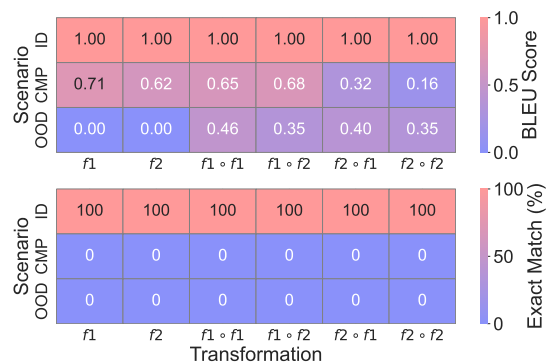 Scenario
ID 1.00 1.00 1.00 1.00 1.00 1.00
CMP 0.71 0.62 0.65 0.68 0.32 0.16
OOD 0.00 0.00 0.46 0.35 0.40 0.35
f1 f2 f1 ∘ f1 f1 ∘ f2 f2 ∘ f1 f2 ∘ f2
1.0
0.5
0.0
BLEU Score
Scenario
ID 100 100 100 100 100 100
CMP 0 0 0 0 0 0
OOD 0 0 0 0 0 0
f1 f2 f1 ∘ f1 f1 ∘ f2 f2 ∘ f1 f2 ∘ f2
Transformation
100
50
0
Exact Match (%)